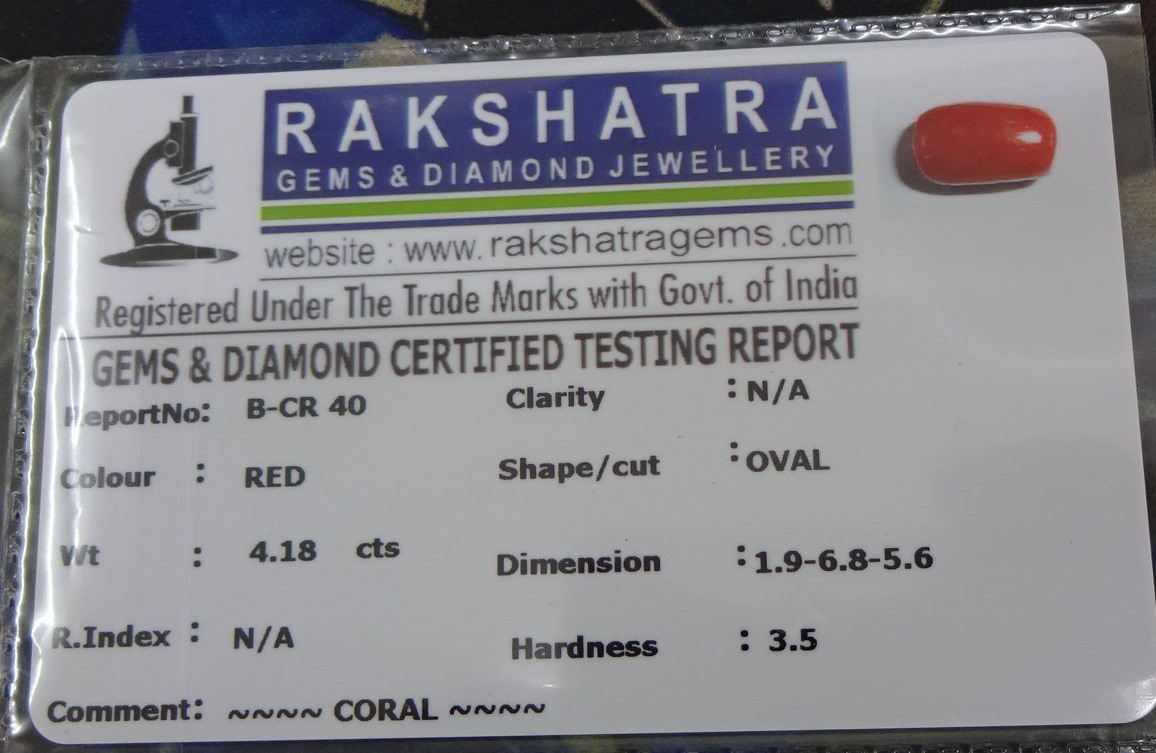 RAKSHATRA
GEMS & DIAMOND JEWELLERY
website : www. rakshatragems .com
Registered Under The Trade Marks with Govt. of India
GEMS & DIAMOND CERTIFIED TESTING REPORT
ReportNo: B-CR 40 Clarity : N/A
Colour : RED Shape/cut : OVAL
Wt : 4.18 cts Dimension : 1.9-6.8-5.6
R.Index : N/A Hardness : 3.5
Comment: ~~~~ CORAL ~~~~